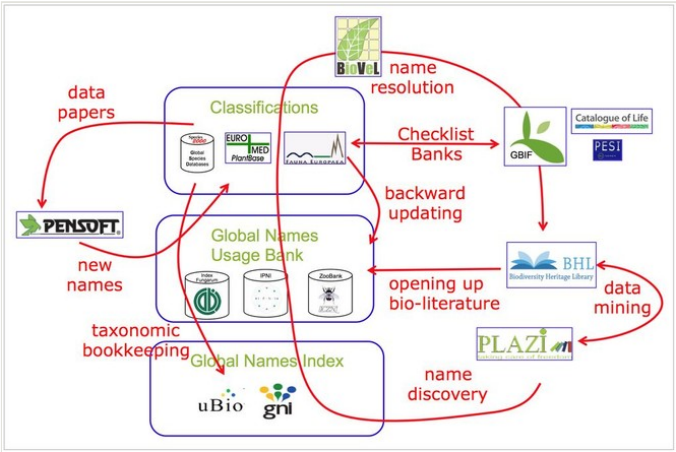 BioVeL
name
resolution
data
papers
Classifications
Species
2000
Global
Species
Databases
EURO
MED
PlantBase
FAUNA EUROPAEA
Checklist
Banks
GBIF
Catalogue of Life
PESI
backward
updating
PENSOFT.
new
names
Global Names
Usage Bank
Index
Fungorum
IPNI
ZooBank
opening up
bio-literature
BHL
Biodiversity Heritage Library
data
mining
taxonomic
bookkeeping
Global Names Index
uBio
gni
PLAZI
name
discovery